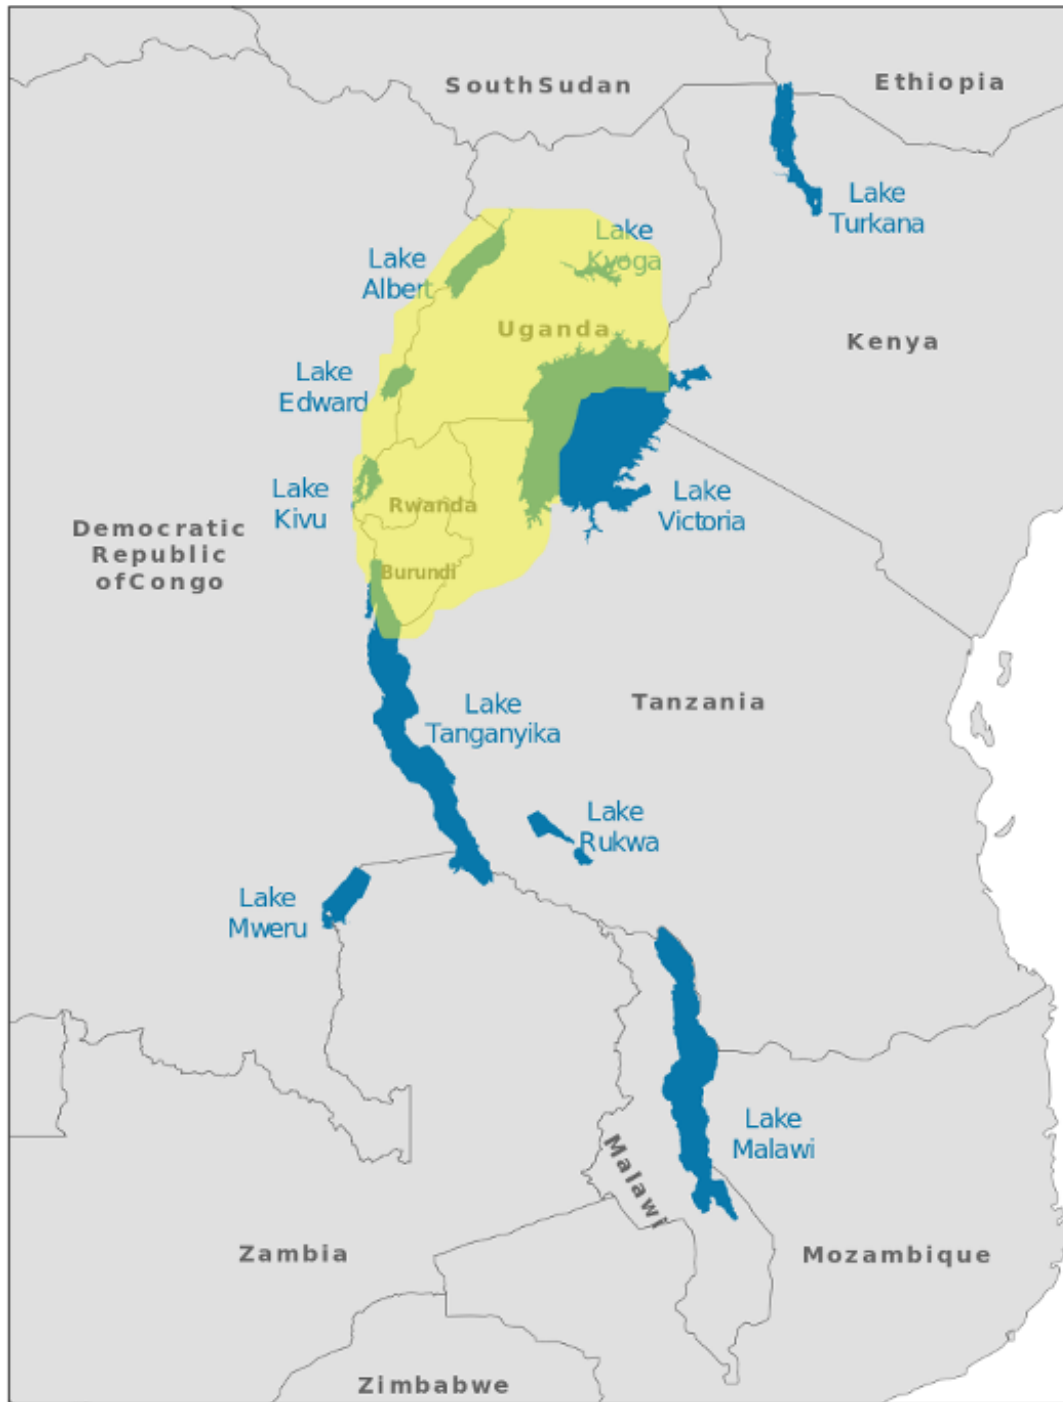 SouthSudan
Ethiopia
Lake
Turkana
Lake
Kyoga
Lake
Albert
Uganda
Kenya
Lake
Edward
Lake
Kivu
Rwanda
Lake
Victoria
Democratic
Republic
ofCongo
Burundi
Tanzania
Lake
Tanganyika
Lake
Rukwa
Lake
Mweru
Lake
Malawi
Malawi
Zambia
Mozambique
Zimbabwe